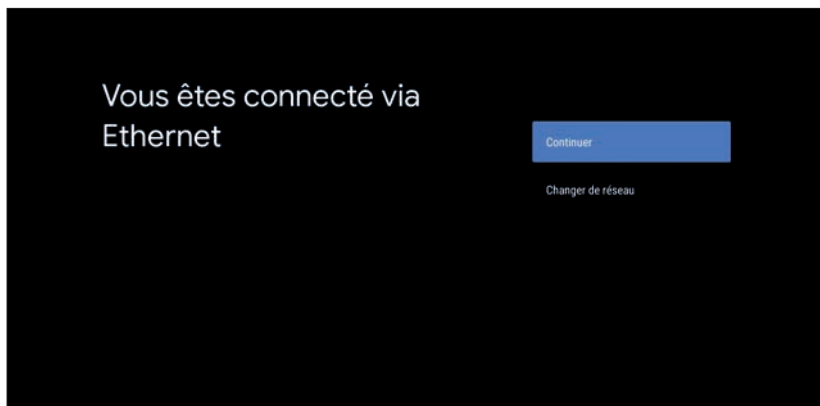 Vous êtes connecté via
Ethernet
Continuer
Changer de réseau